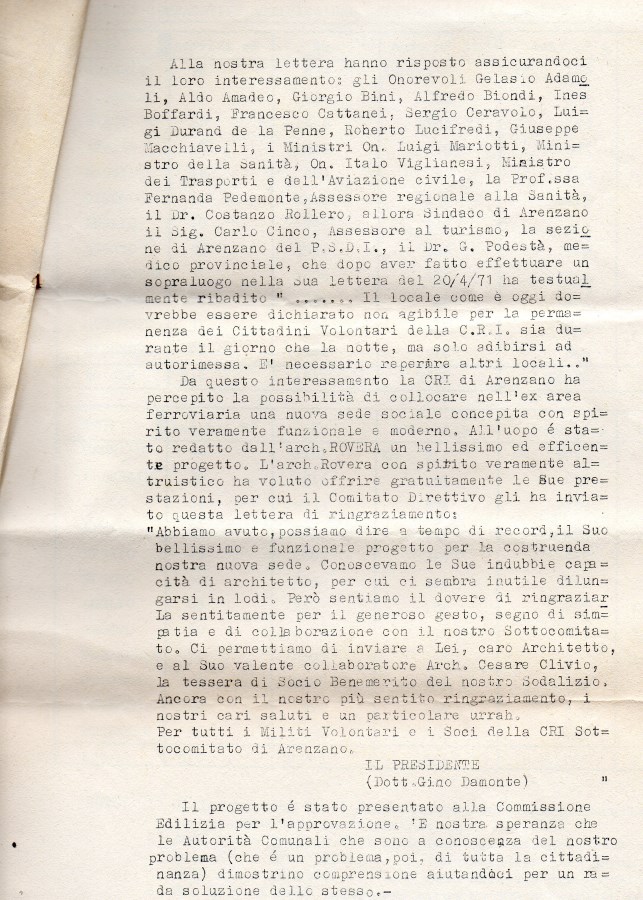 Alla nostra lettera hanno risposto assicurandoci
il loro interessamento: gli Onorevoli Gelasio Adamo
li, Aldo Amadeo, Giorgio Bini, Alfredo Biondi, Ines
Boffardi, Francesco Cattanei, Sergio Ceravolo, Lui=
gi Durand de la Penne, Roberto Lucifredi, Giuseppe
Macchiavelli, i Ministri On. Luigi Mariotti, Mini=
stro della Sanità, On. Italo Viglianesi, Ministro
dei Trasporti e dell'Aviazione civile, la Prof.ssa
Fernanda Pedemonte,Assessore regionale alla Sanità,
il Dr. Costanzo Rollero, allora Sindaco di Arenzano
il Sig. Carlo Cinco, Assessore al turismo, la sezio
ne di Arenzano del P.S.D.I., il Dr. G. Podestà, me=
dico provinciale, che dopo aver fatto effettuare un
sopraluogo nella Sua lettera del 20/4/71 ha testual
mente ribadito "........ Il locale come è oggi do=
vrebbe essere dichiarato non agibile per la perma=
nenza dei Cittadini Volontari della C.R.I. sia du=
rante il giorno che la notte, ma solo adibirsi ad
autorimessa. E' necessario reperire altri locali.."
Da questo interessamento la CRI di Arenzano ha
percepito la possibilità di collocare nell'ex area
ferroviaria una nuova sede sociale concepita con spi=
rito veramente funzionale e moderno. All'uopo é sta=
to redatto dall'arch.ROVERA un bellissimo ed efficen=
te progetto. L'arch.Rovera con spirito veramente al=
truistico ha voluto offrire gratuitamente le Sue pre=
stazioni, per cui il Comitato Direttivo gli ha invia=
to questa lettera di ringraziamento:
"Abbiamo avuto,possiamo dire a tempo di record,il Suo
bellissimo e funzionale progetto per la costruenda
nostra nuova sede. Conoscevamo le Sue indubbie capa=
cità di architetto, per cui ci sembra inutile dilun=
garsi in lodi. Però sentiamo il dovere di ringraziar
La sentitamente per il generoso gesto, segno di sim=
patia e di collaborazione con il nostro Sottocomita=
to. Ci permettiamo di inviare a Lei, caro Architetto,
e al Suo valente collaboratore Arch. Cesare Clivio,
la tessera di Socio Benemerito del nostro Sodalizio.
Ancora con il nostro più sentito ringraziamento, i
nostri cari saluti e un particolare urrah.
Per tutti i Militi Volontari e i Soci della CRI Sot=
tocomitato di Arenzano.
IL PRESIDENTE
(Dott.Gino Damonte) "
Il progetto é stato presentato alla Commissione
Edilizia per l'approvazione. 'E nostra speranza che
le Autorità Comunali che sono a conoscenza del nostro
problema (che é un problema,poi, di tutta la cittadi=
nanza) dimostrino comprensione aiutandoci per un ra=
da soluzione dello stesso.-